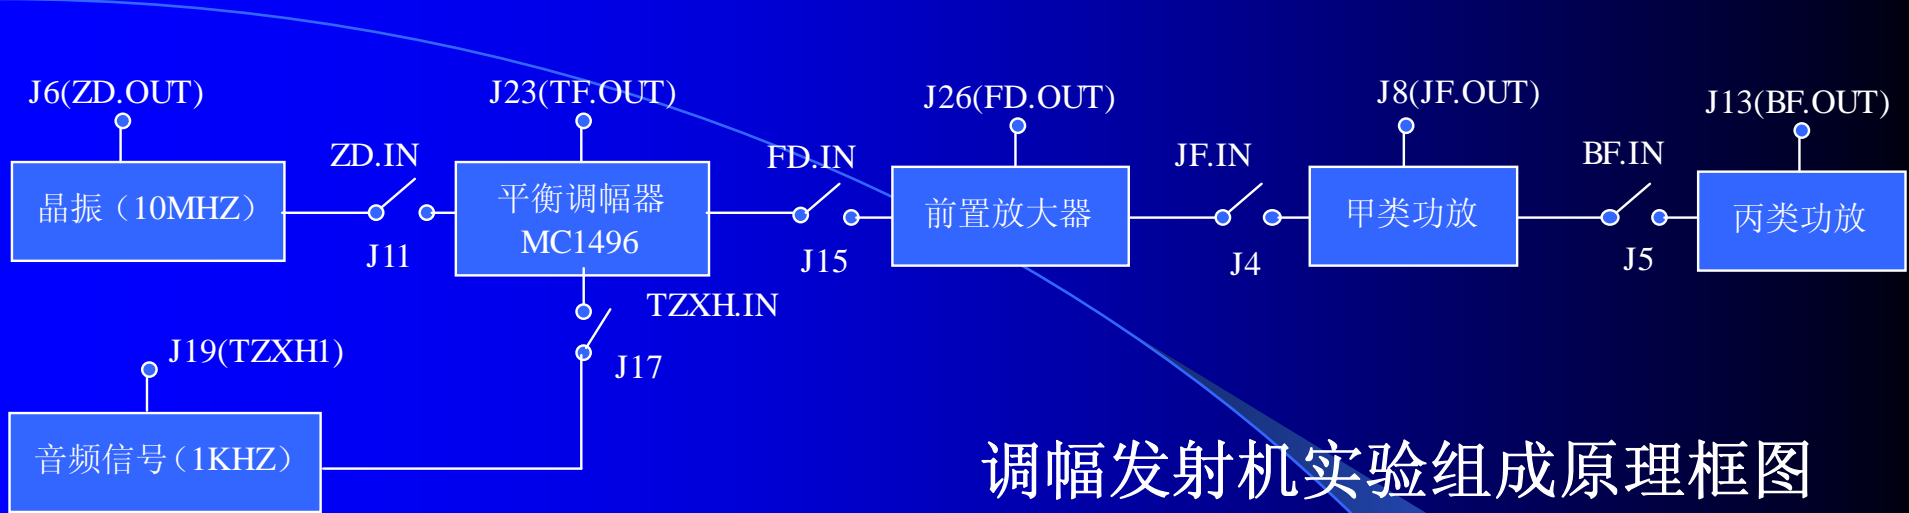 J6(ZD.OUT)
J23(TF.OUT)
J26(FD.OUT)
J8(JF.OUT)
J13(BF.OUT)
ZD.IN
FD.IN
JF.IN
BF.IN
晶振（10MHZ）
平衡调幅器
MC1496
前置放大器
甲类功放
丙类功放
J11
J15
J4
J5
TZXH.IN
J17
J19(TZXH1)
音频信号（1KHZ）
调幅发射机实验组成原理框图